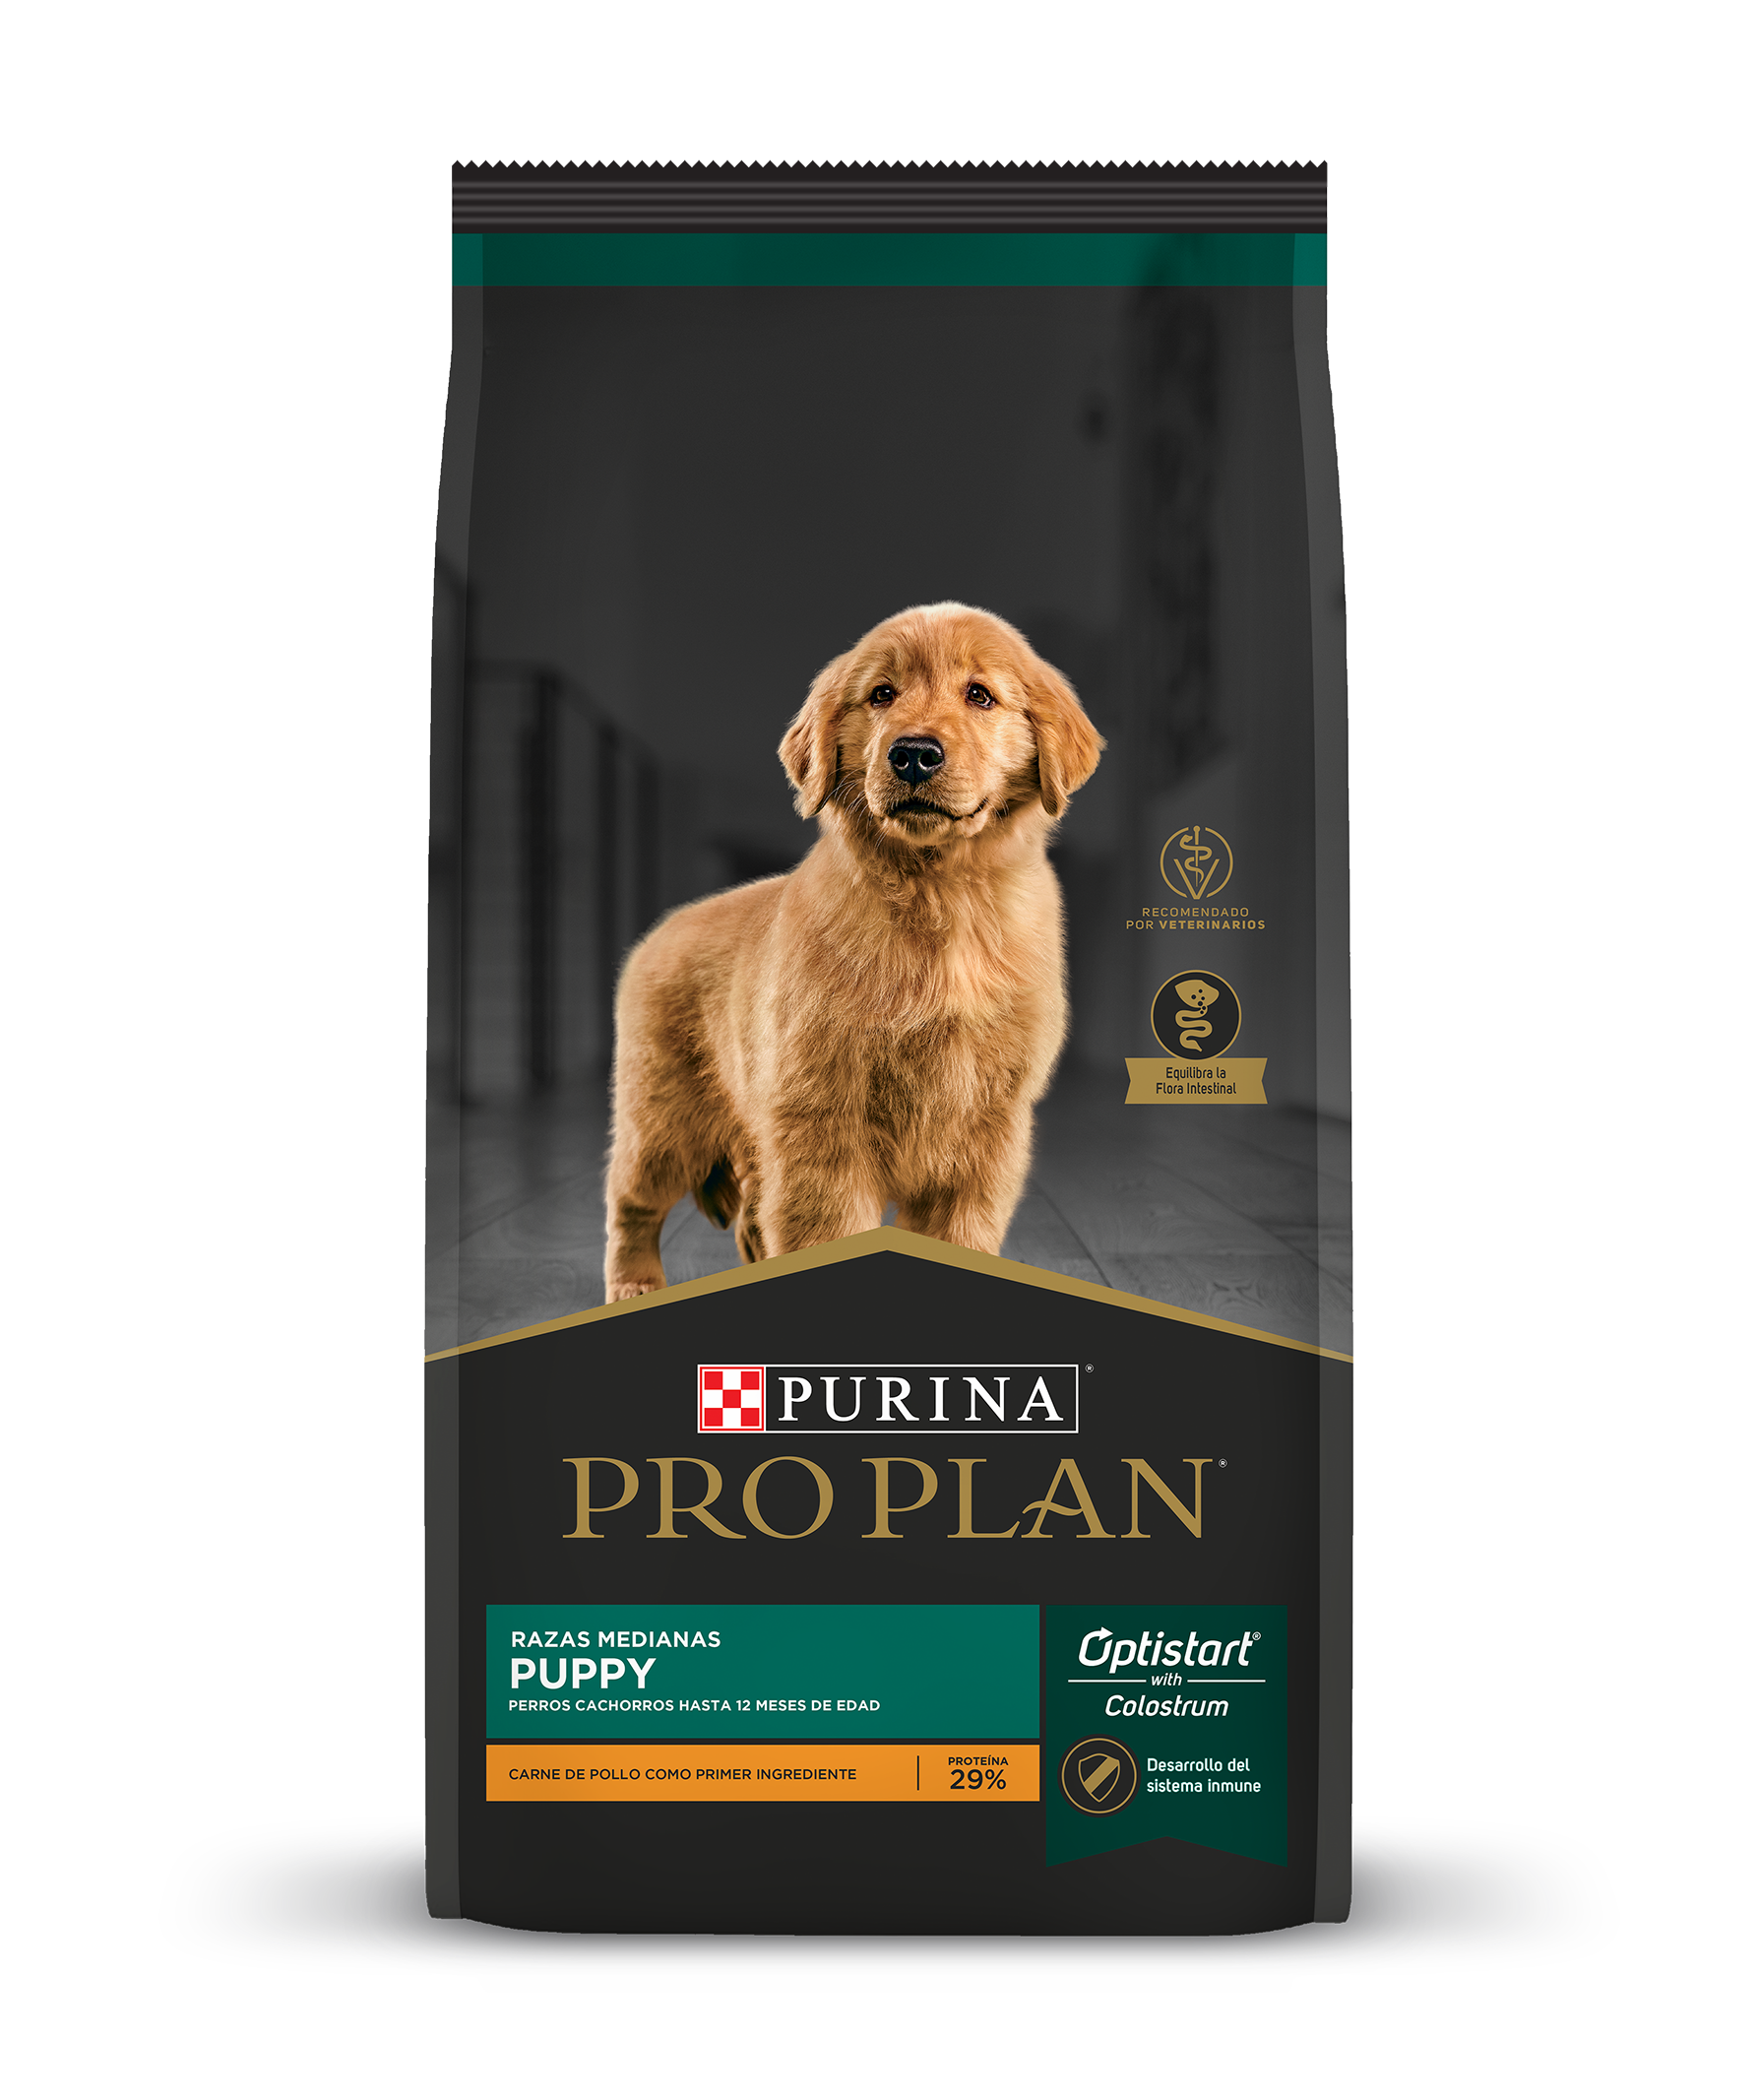 RECOMENDADO
POR VETERINARIOS
Equilibra la
Flora Intestinal
PURINA®
PRO PLAN®
RAZAS MEDIANAS
PUPPY
PERROS CACHORROS HASTA 12 MESES DE EDAD
CARNE DE POLLO COMO PRIMER INGREDIENTE
PROTEÍNA
29%
Optistart®
with
Colostrum
Desarrollo del
sistema inmune